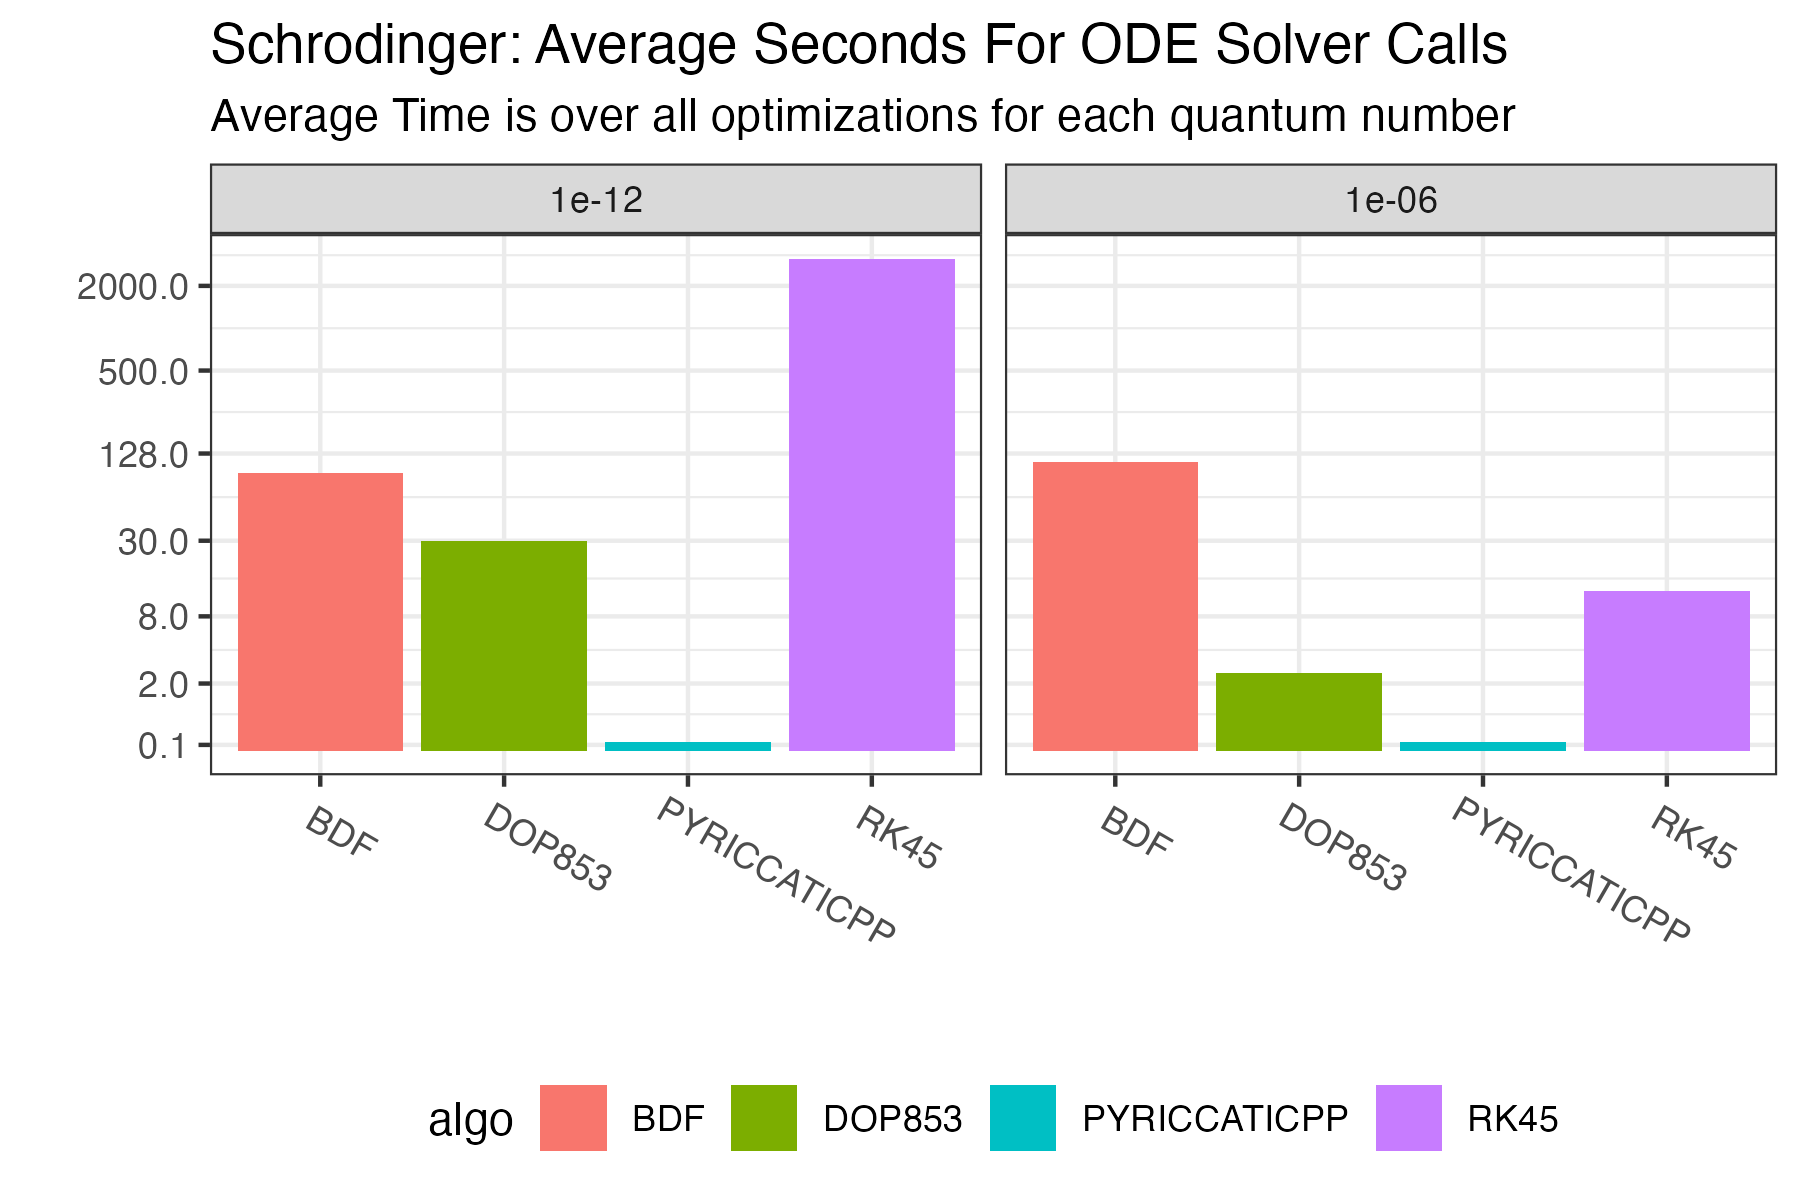 Schrodinger: Average Seconds For ODE Solver Calls
Average Time is over all optimizations for each quantum number
1e-12 1e-06
2000.0
500.0
128.0
30.0
8.0
2.0
0.1
BDF DOP853 PYRICCATICPP RK45 BDF DOP853 PYRICCATICPP RK45
algo BDF DOP853 PYRICCATICPP RK45